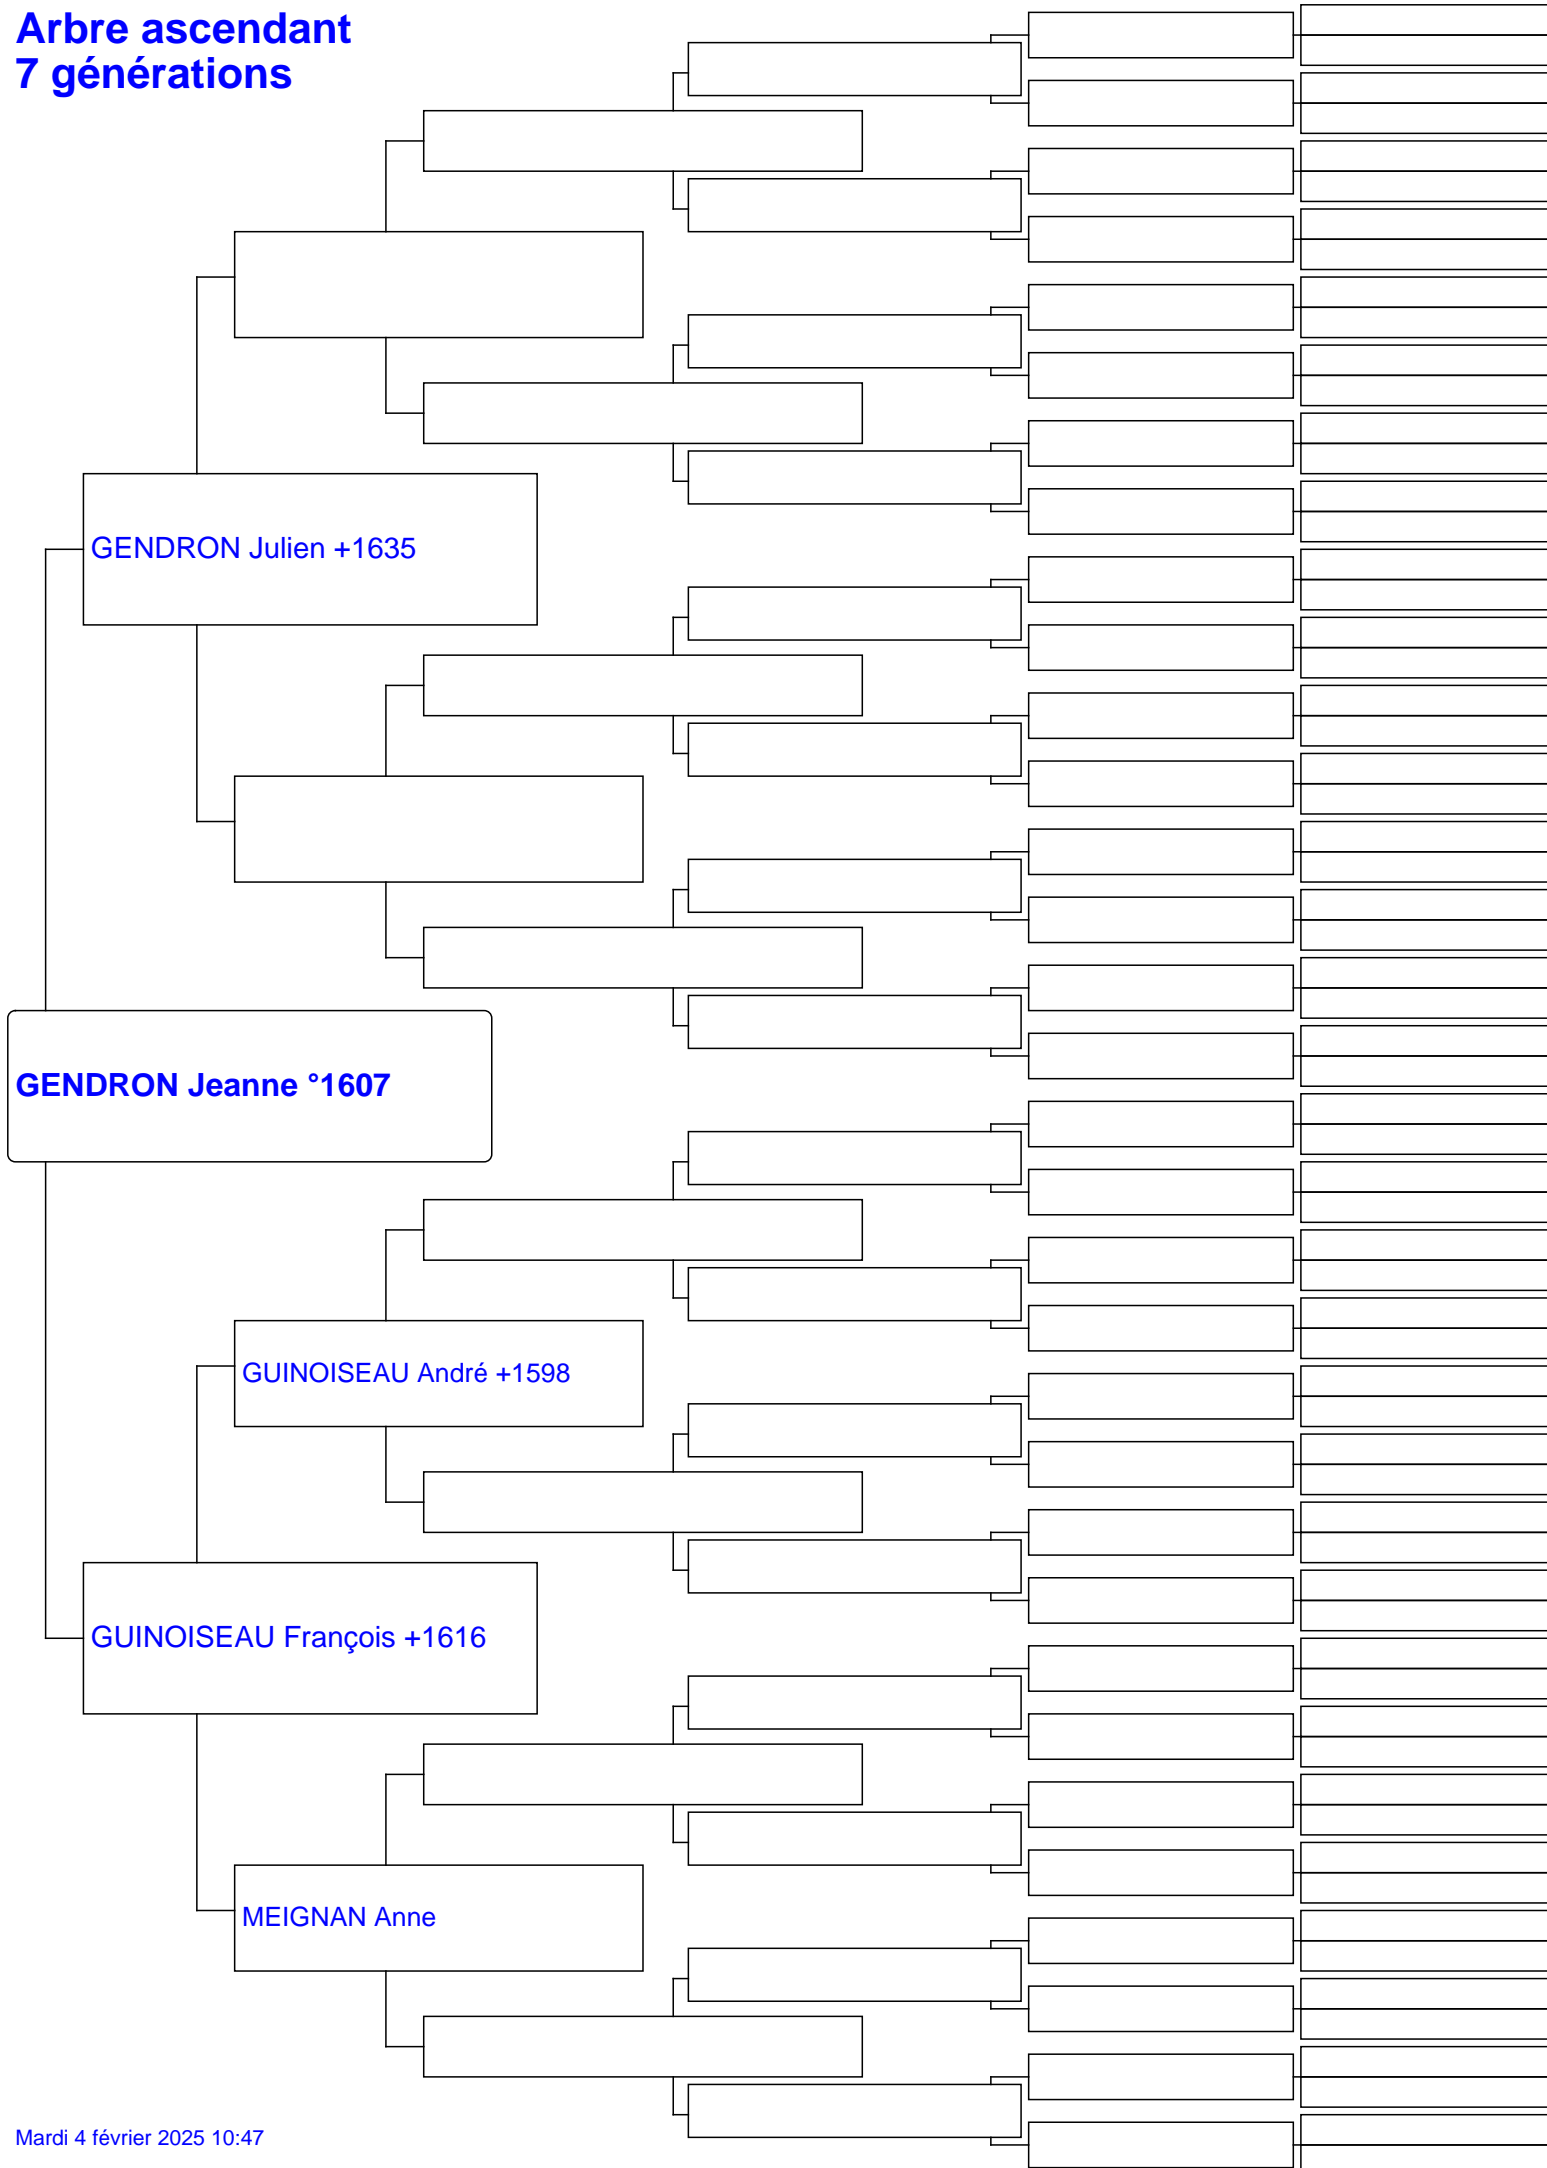 Arbre ascendant
7 générations
GENDRON Julien +1635
GENDRON Jeanne °1607
GUINOISEAU André +1598
GUINOISEAU François +1616
MEIGNAN Anne
Mardi 4 février 2025 10:47